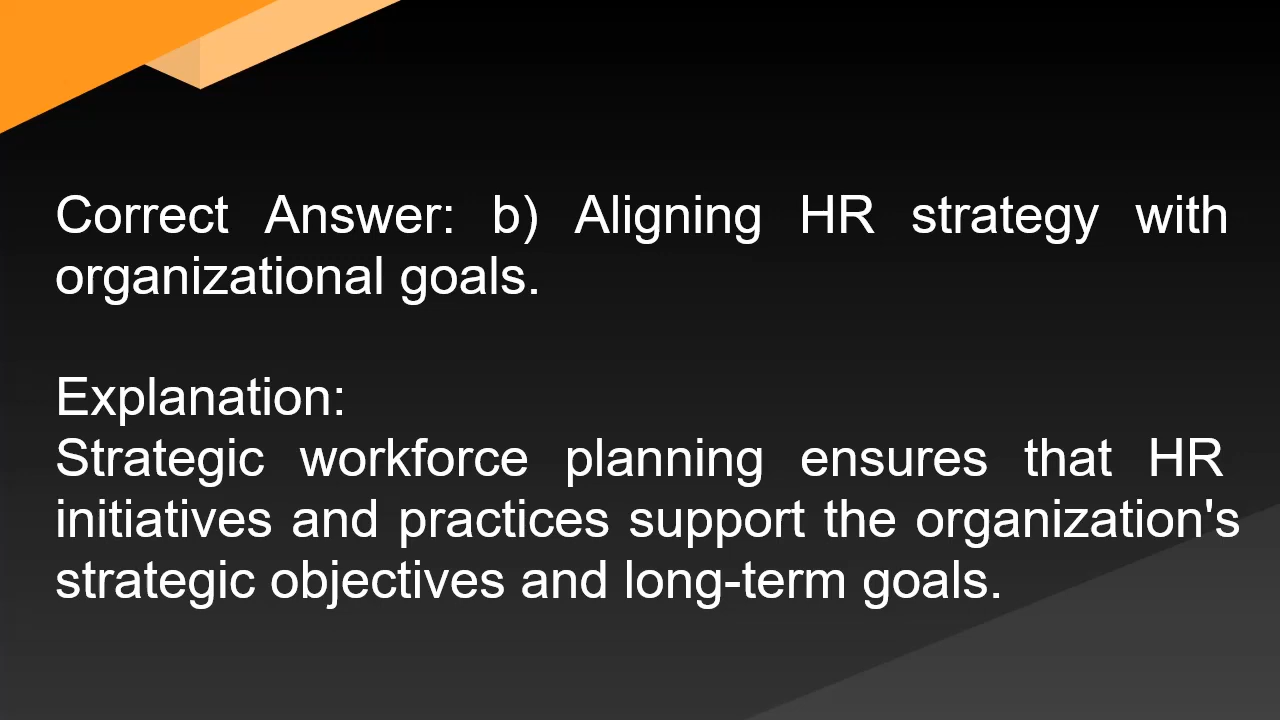 Correct Answer: b) Aligning HR strategy with
organizational goals.
Explanation:
Strategic workforce planning ensures that HR
initiatives and practices support the organization's
strategic objectives and long-term goals.